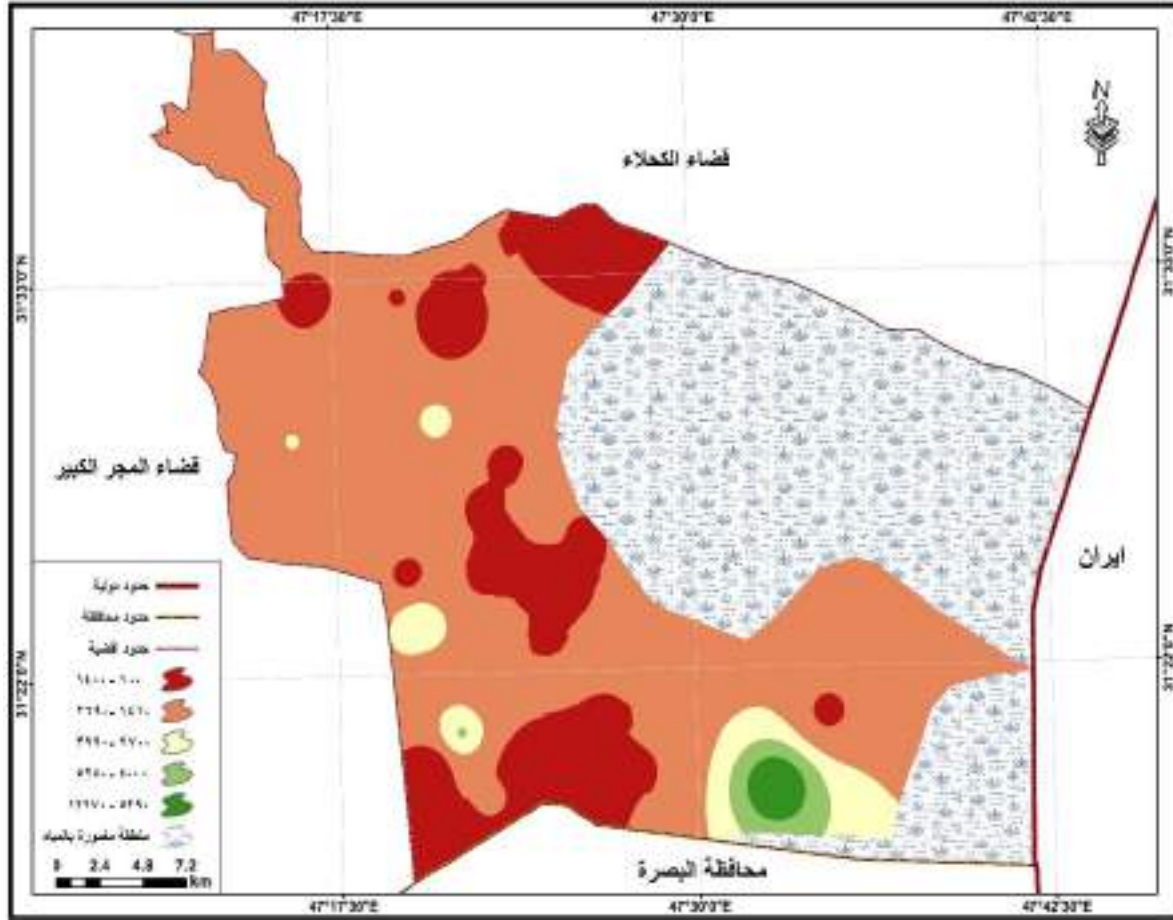 47°17'30"E 47°30'0"E 47°42'30"E
N
قضاء الكحلاء
31°33'0"N 31°33'0"N
قضاء المجر الكبير
ايران
حدود دولية
حدود محافظة
حدود اقضية
31°22'0"N 31°22'0"N
منطقة مغمورة بالمياه
0 2.4 4.8 7.2
km
محافظة البصرة
47°17'30"E 47°30'0"E 47°42'30"E